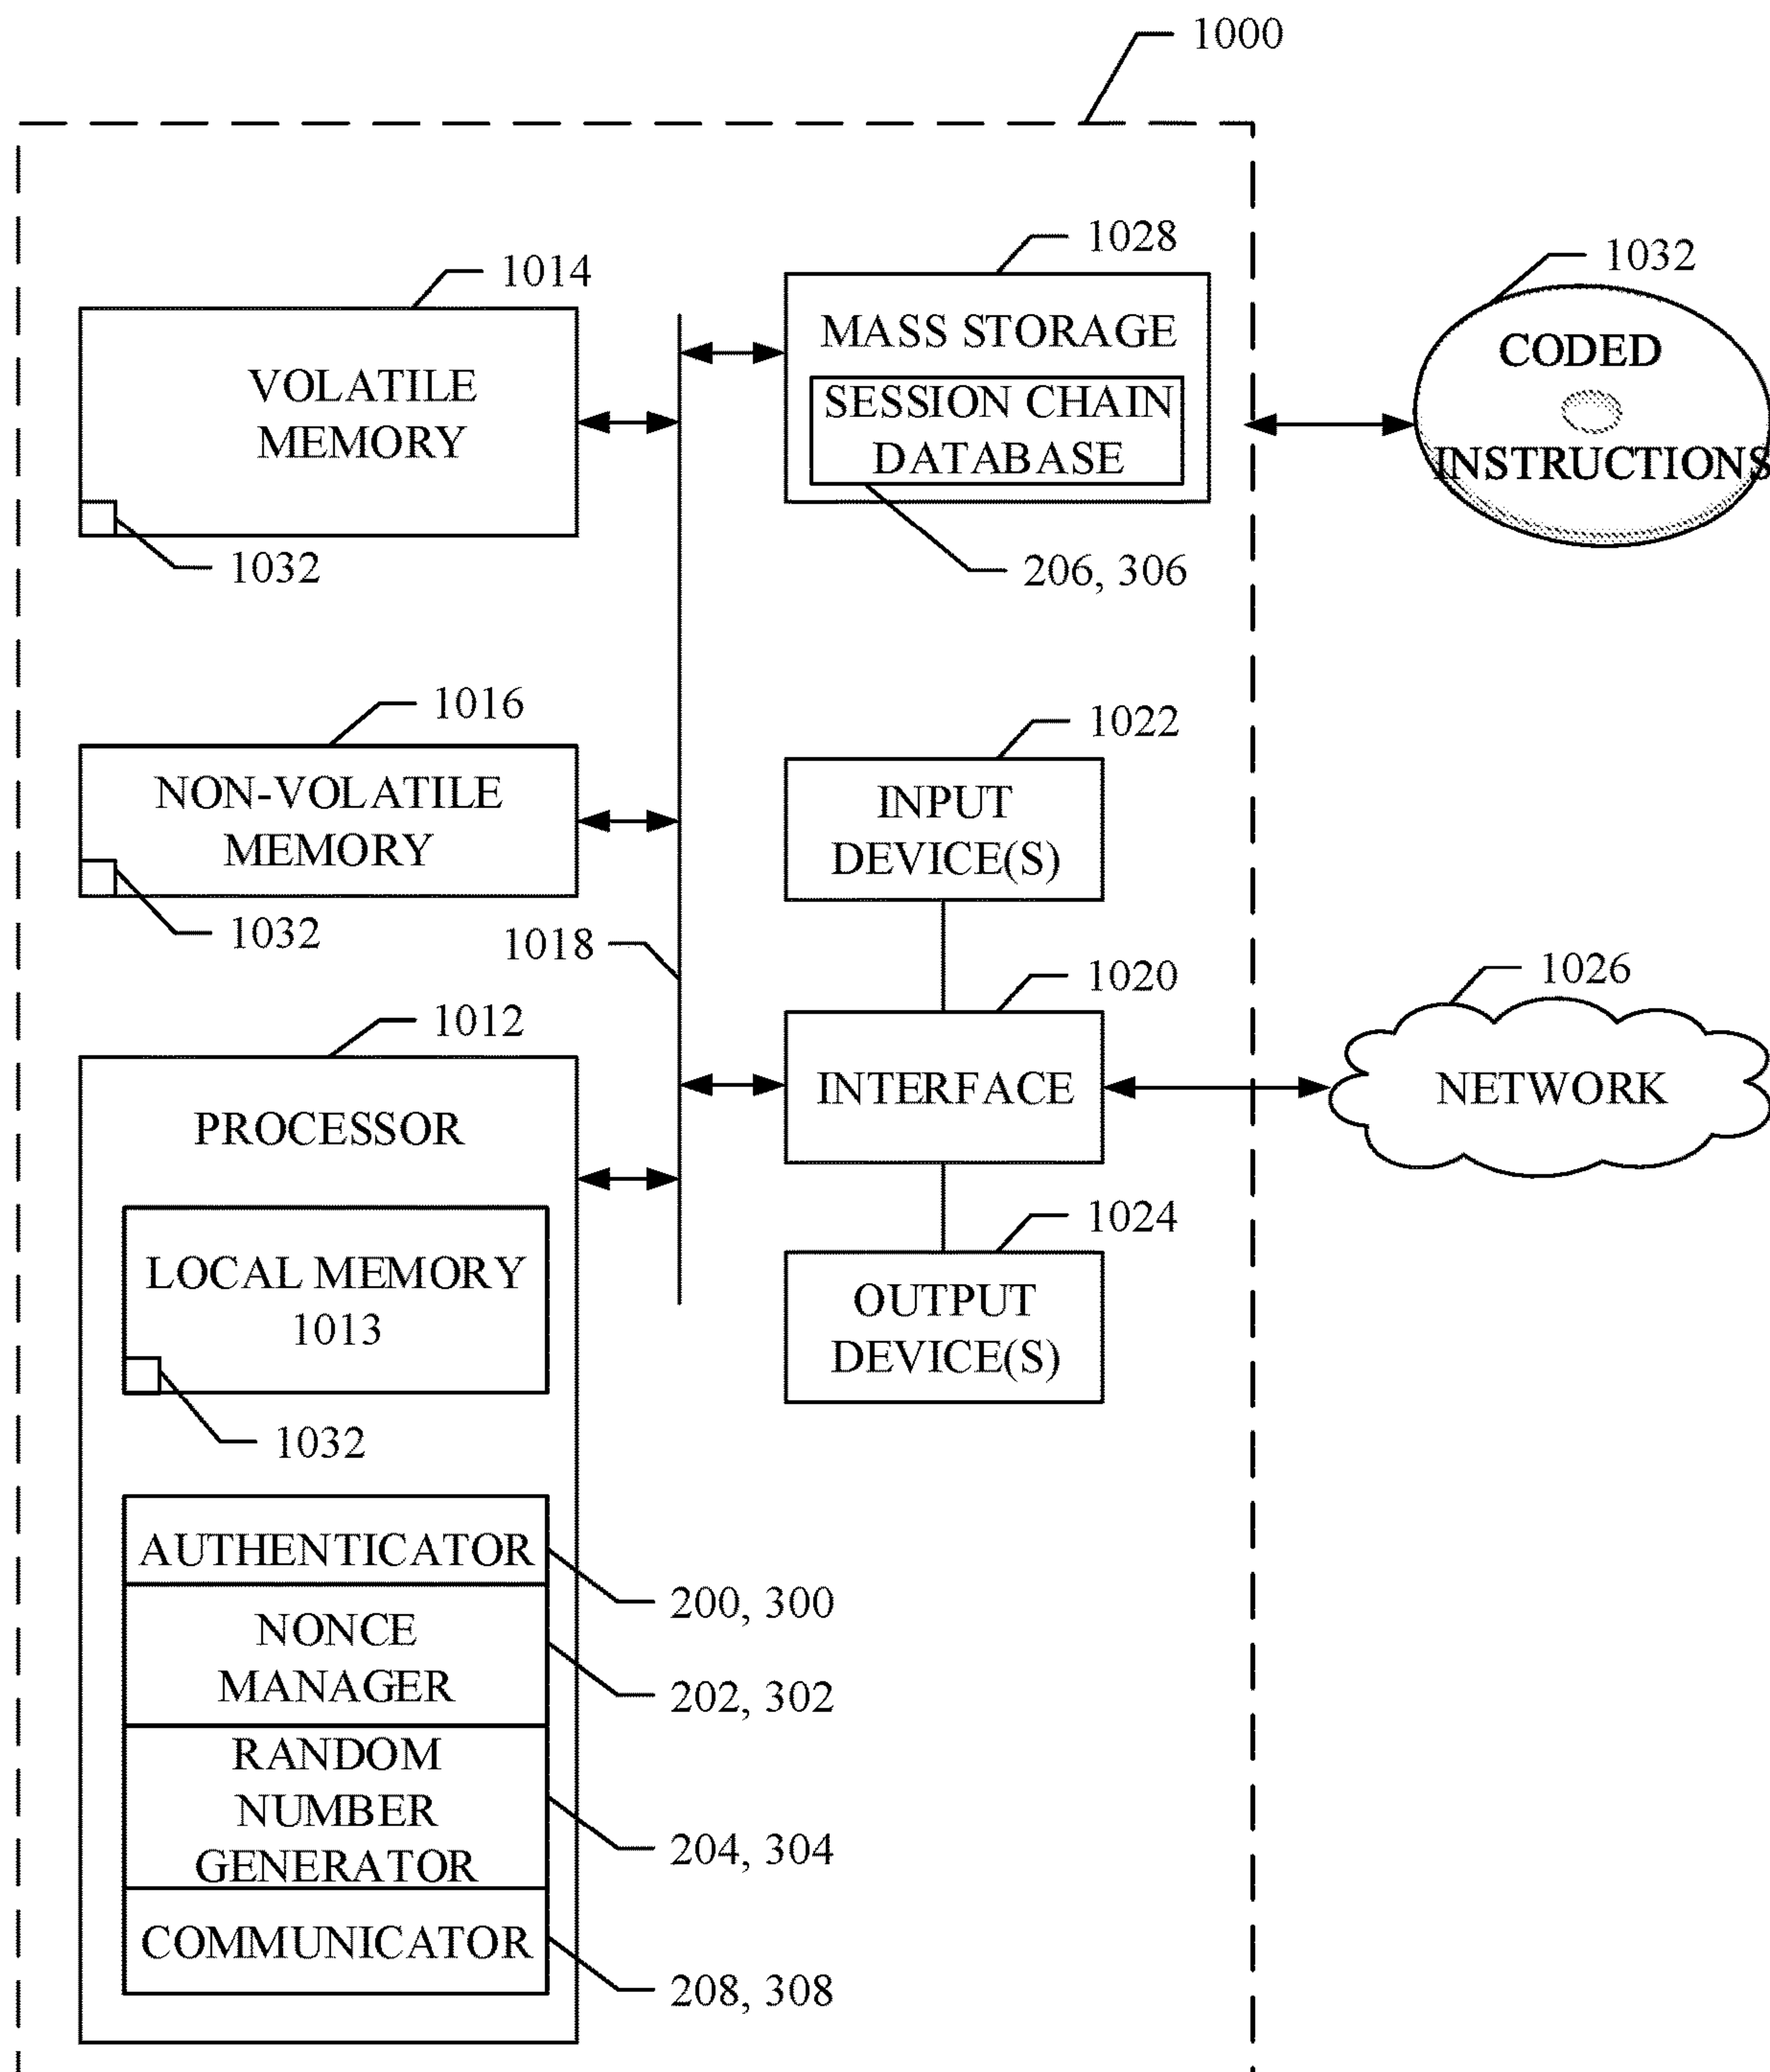 1000
1014
VOLATILE
MEMORY
1032
1028
MASS STORAGE
SESSION CHAIN
DATABASE
206, 306
1032
CODED
INSTRUCTIONS
1016
NON-VOLATILE
MEMORY
1032
1018
1022
INPUT
DEVICE(S)
1020
INTERFACE
1026
NETWORK
1024
OUTPUT
DEVICE(S)
1012
PROCESSOR
LOCAL MEMORY
1013
1032
AUTHENTICATOR
200, 300
NONCE
MANAGER
202, 302
RANDOM
NUMBER
GENERATOR
204, 304
COMMUNICATOR
208, 308